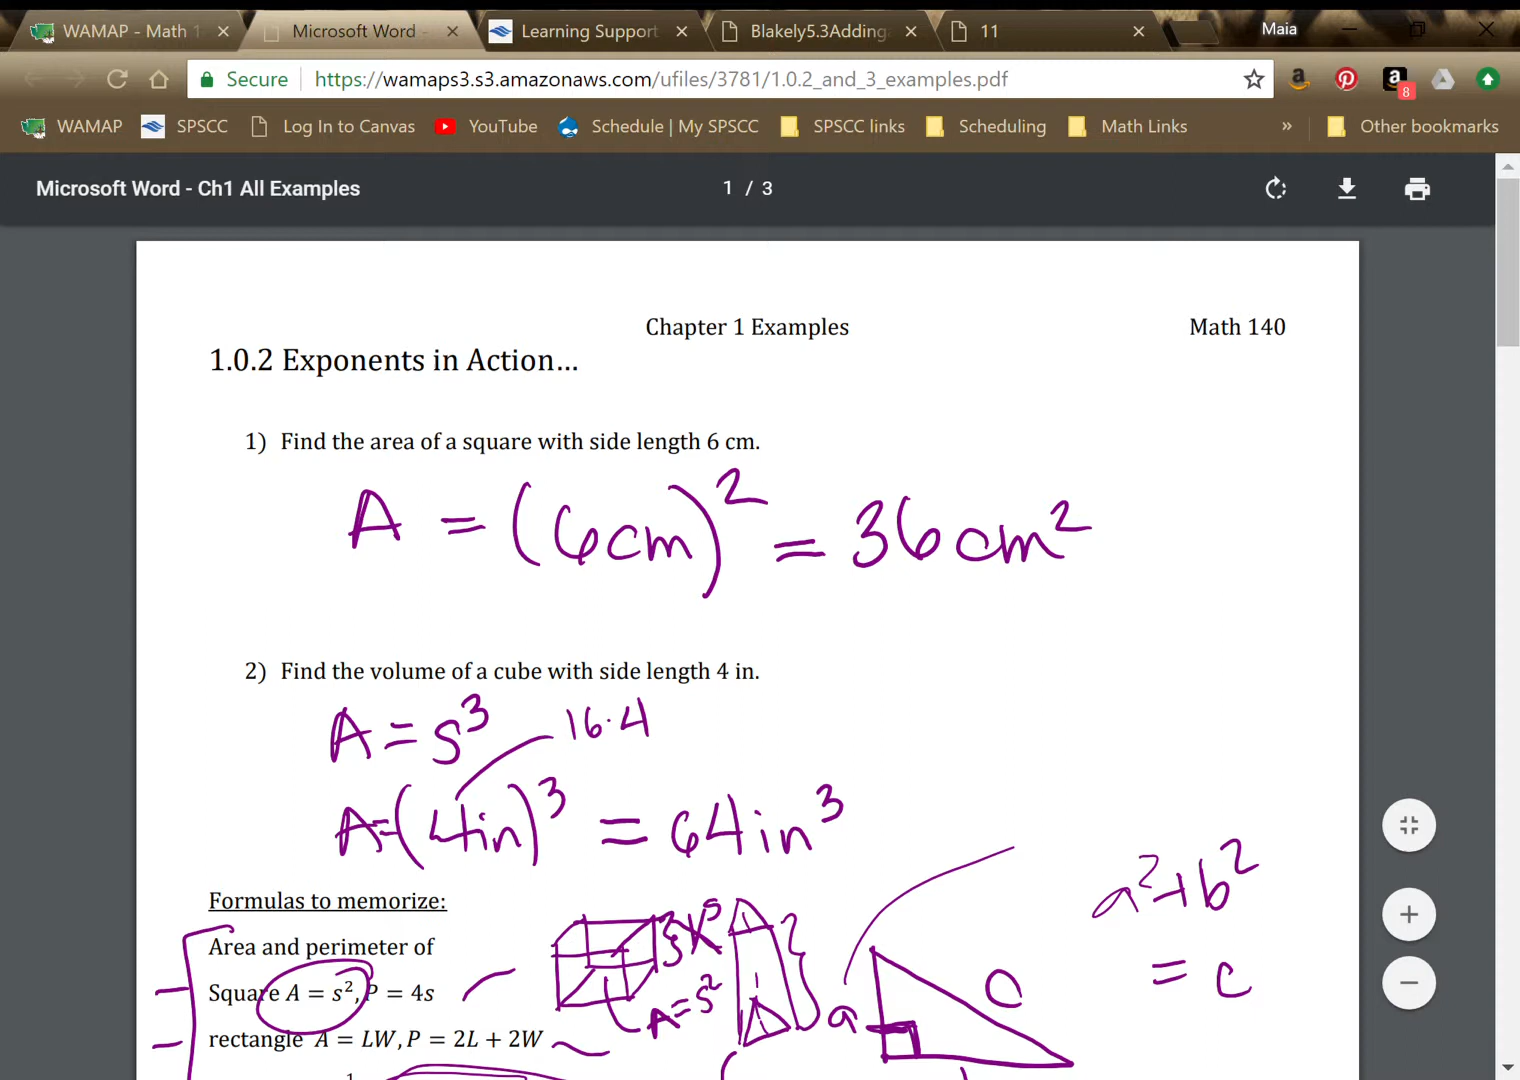 WAMAP - Math 1
Microsoft Word -
Learning Support
Blakely5.3Adding
11
Maia
Secure
https://wamaps3.s3.amazonaws.com/ufiles/3781/1.0.2_and_3_examples.pdf
8
WAMAP
SPSCC
Log In to Canvas
YouTube
Schedule | My SPSCC
SPSCC links
Scheduling
Math Links
»
Other bookmarks
Microsoft Word - Ch1 All Examples
1 / 3
Chapter 1 Examples
Math 140
1.0.2 Exponents in Action...
1) Find the area of a square with side length 6 cm.
A = (6cm)² = 36cm²
2) Find the volume of a cube with side length 4 in.
A = s³
16·4
A=(4in)³ = 64in³
a²+b²
= c
Formulas to memorize:
Area and perimeter of
Square A = s², P = 4s
A=s²
a
c
rectangle A = LW, P = 2L + 2W
1